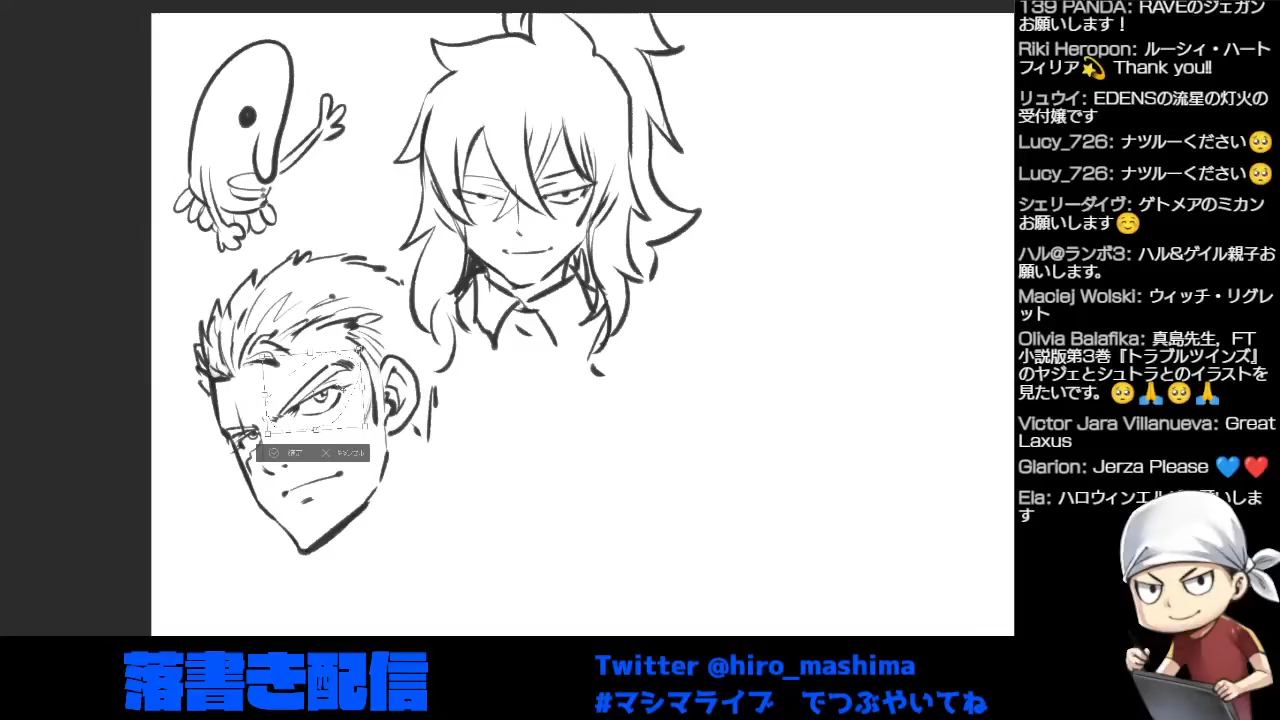 139 PANDA: RAVEのジェガン
お願いします！
Riki Heropon: ルーシィ・ハート
フィリア💫 Thank you!!
リュウイ: EDENSの流星の灯火の
受付嬢です
Lucy_726: ナツルーください🥺
Lucy_726: ナツルーください🥺
シェリーダイヴ: ゲトメアのミカン
お願いします☺️
ハル@ランボ3: ハル&ゲイル親子お
願いします。
Maciej Wolski: ウィッチ・リグレ
ット
Olivia Balafika: 真島先生，FT
小説版第3巻『トラブルツインズ』
のヤジェとシュトラとのイラストを
見たいです。🥺🙏🥺🙏
Victor Jara Villanueva: Great
Laxus
Glarion: Jerza Please 💙❤️
Ela: ハロウィンエル
いしま
す
確定 キャンセル
落書き配信
Twitter @hiro_mashima
#マシマライブ でつぶやいてね